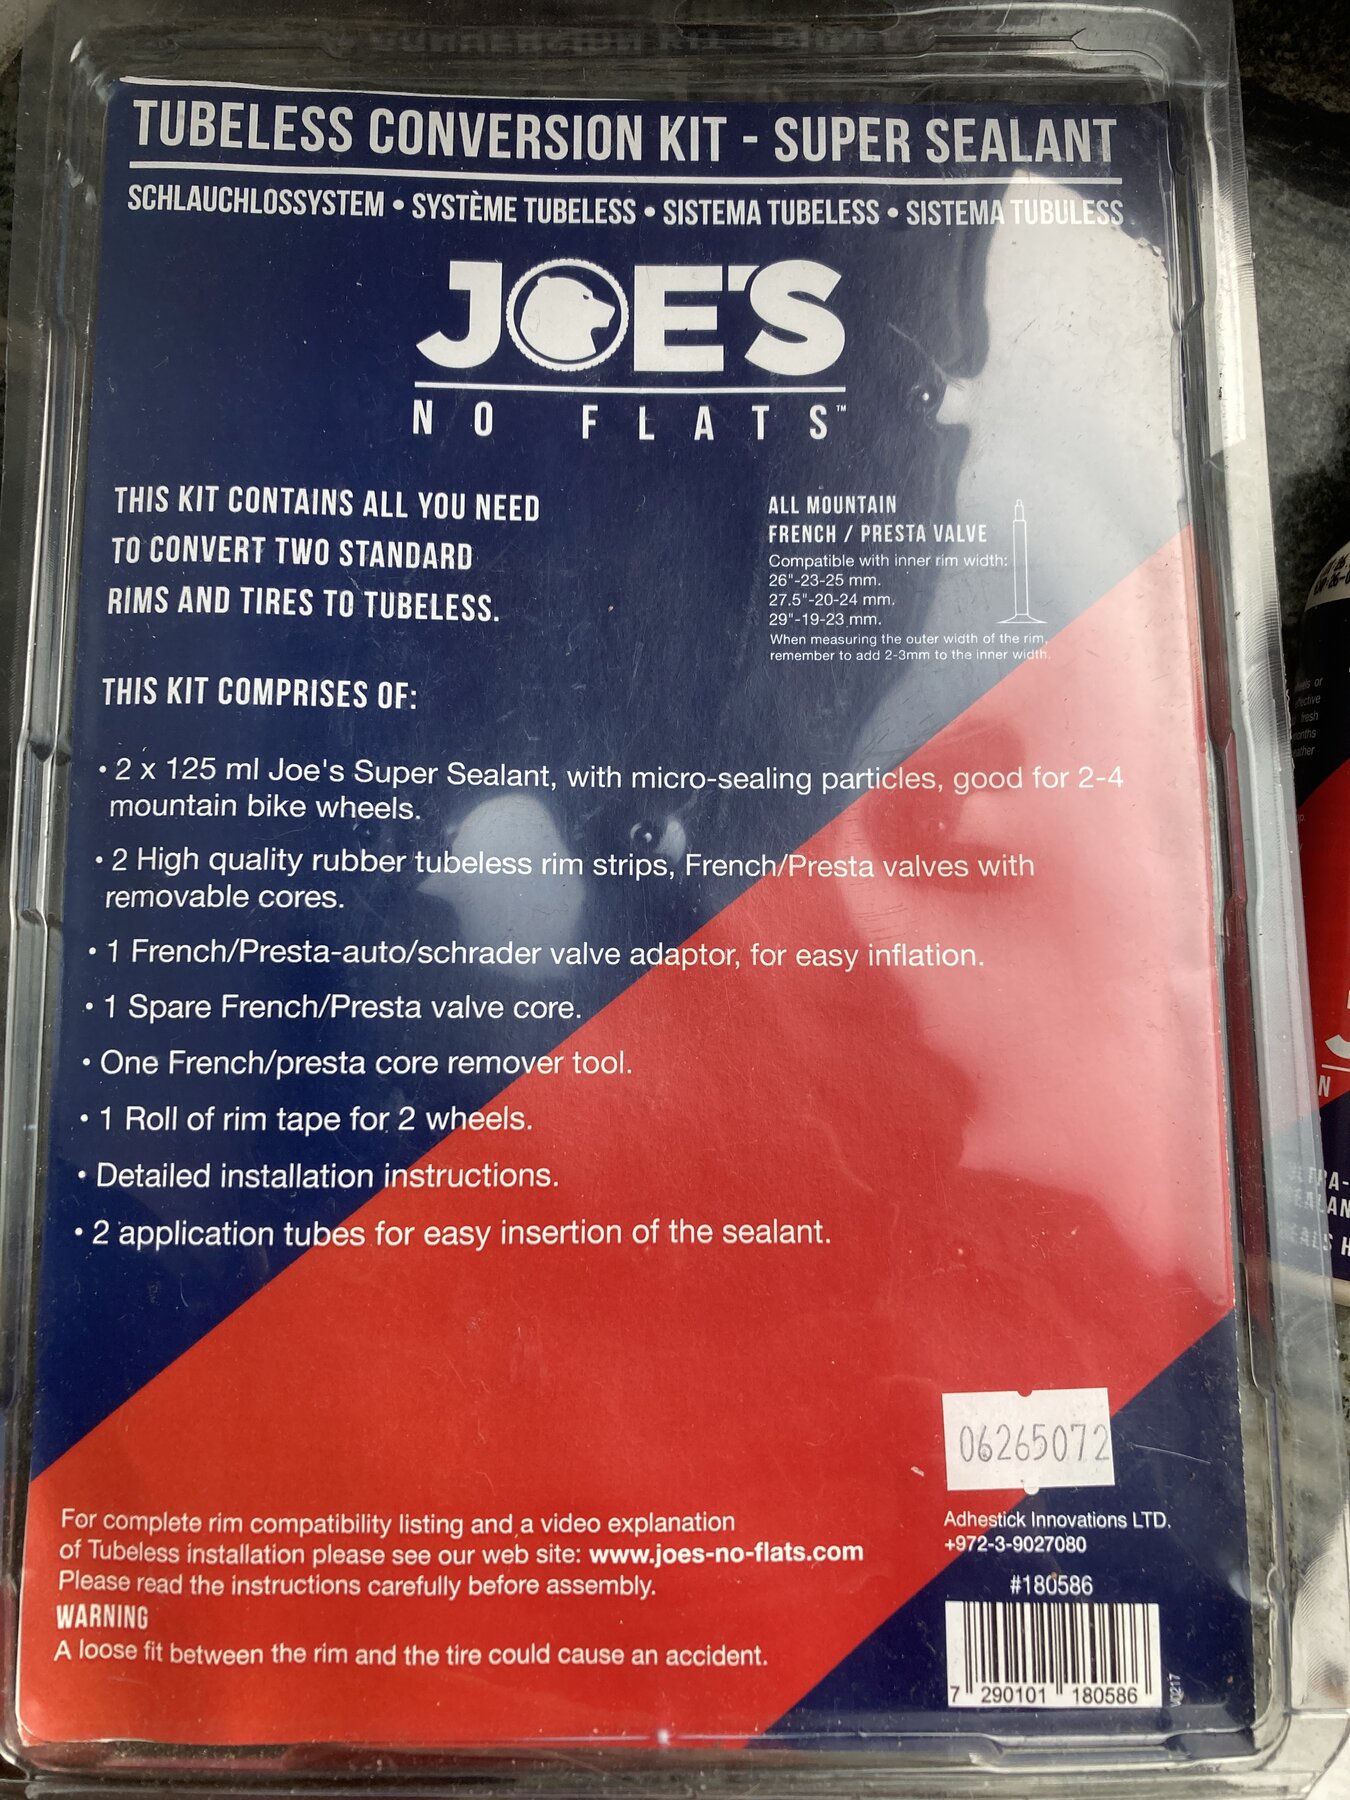 TUBELESS CONVERSION KIT - SUPER SEALANT
SCHLAUCHLOSSYSTEM • SYSTÈME TUBELESS • SISTEMA TUBELESS • SISTEMA TUBULESS
JOE'S
NO FLATS™
THIS KIT CONTAINS ALL YOU NEED
TO CONVERT TWO STANDARD
RIMS AND TIRES TO TUBELESS.
ALL MOUNTAIN
FRENCH / PRESTA VALVE
Compatible with inner rim width:
26"-23-25 mm.
27.5"-20-24 mm.
29"-19-23 mm.
When measuring the outer width of the rim,
remember to add 2-3mm to the inner width.
THIS KIT COMPRISES OF:
• 2 x 125 ml Joe's Super Sealant, with micro-sealing particles, good for 2-4
mountain bike wheels.
• 2 High quality rubber tubeless rim strips, French/Presta valves with
removable cores.
• 1 French/Presta-auto/schrader valve adaptor, for easy inflation.
• 1 Spare French/Presta valve core.
• One French/presta core remover tool.
• 1 Roll of rim tape for 2 wheels.
• Detailed installation instructions.
• 2 application tubes for easy insertion of the sealant.
06265072
For complete rim compatibility listing and a video explanation
of Tubeless installation please see our web site: www.joes-no-flats.com
Please read the instructions carefully before assembly.
WARNING
A loose fit between the rim and the tire could cause an accident.
Adhestick Innovations LTD.
+972-3-9027080
#180586
7 290101 180586
V0217
fresh